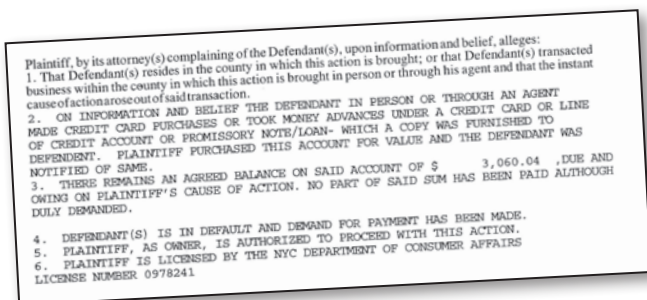 Plaintiff, by its attorney(s) complaining of the Defendant(s), upon information and belief, alleges:
1. That Defendant(s) resides in the county in which this action is brought; or that Defendant(s) transacted
business within the county in which this action is brought in person or through his agent and that the instant
cause of action arose out of said transaction.
2. ON INFORMATION AND BELIEF THE DEFENDANT IN PERSON OR THROUGH AN AGENT
MADE CREDIT CARD PURCHASES OR TOOK MONEY ADVANCES UNDER A CREDIT CARD OR LINE
OF CREDIT ACCOUNT OR PROMISSORY NOTE/LOAN- WHICH A COPY WAS FURNISHED TO
DEFENDANT. PLAINTIFF PURCHASED THIS ACCOUNT FOR VALUE AND THE DEFENDANT WAS
NOTIFIED OF SAME.
3. THERE REMAINS AN AGREED BALANCE ON SAID ACCOUNT OF $ 3,060.04 ,DUE AND
OWING ON PLAINTIFF'S CAUSE OF ACTION. NO PART OF SAID SUM HAS BEEN PAID ALTHOUGH
DULY DEMANDED.
4. DEFENDANT(S) IS IN DEFAULT AND DEMAND FOR PAYMENT HAS BEEN MADE.
5. PLAINTIFF, AS OWNER, IS AUTHORIZED TO PROCEED WITH THIS ACTION.
6. PLAINTIFF IS LICENSED BY THE NYC DEPARTMENT OF CONSUMER AFFAIRS
LICENSE NUMBER 0978241